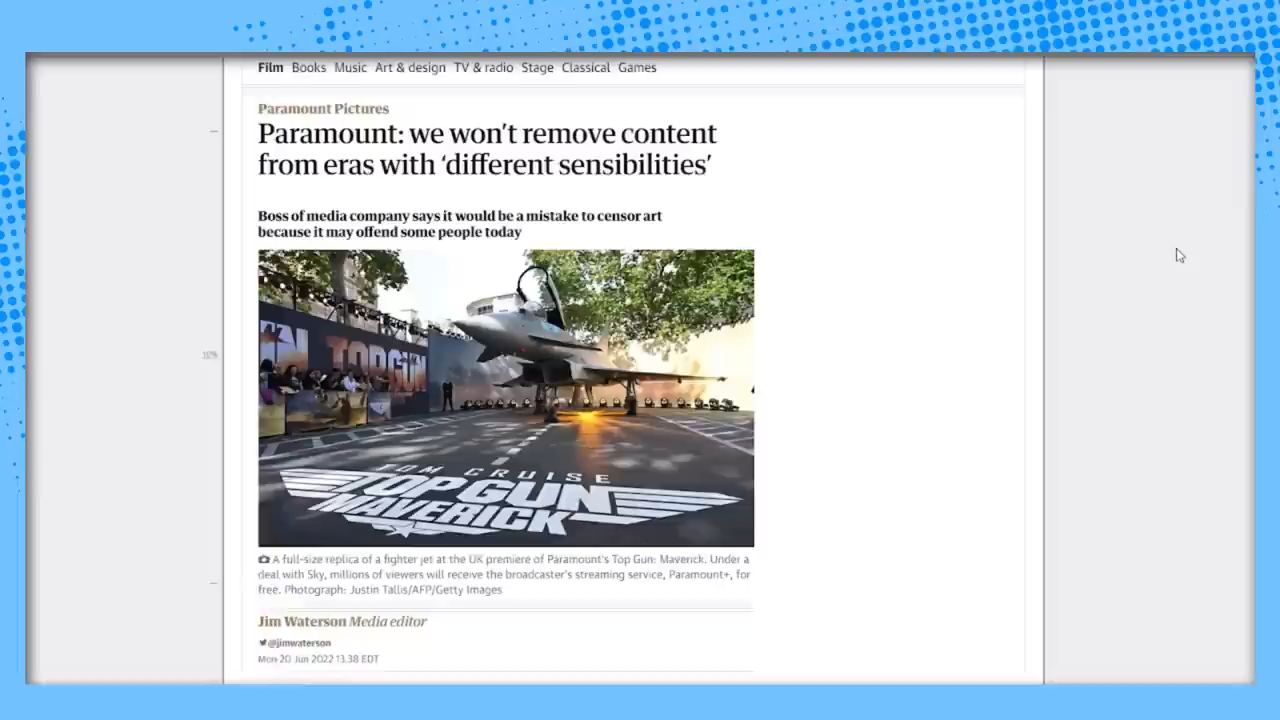 Film Books Music Art & design TV & radio Stage Classical Games
Paramount Pictures
Paramount: we won't remove content
from eras with 'different sensibilities'
Boss of media company says it would be a mistake to censor art
because it may offend some people today
TOPGUN
TOM CRUISE
TOPGUN
MAVERICK
A full-size replica of a fighter jet at the UK premiere of Paramount's Top Gun: Maverick. Under a
deal with Sky, millions of viewers will receive the broadcaster's streaming service, Paramount+, for
free. Photograph: Justin Tallis/AFP/Getty Images
Jim Waterson Media editor
@jimwaterson
Mon 20 Jun 2022 13.38 EDT